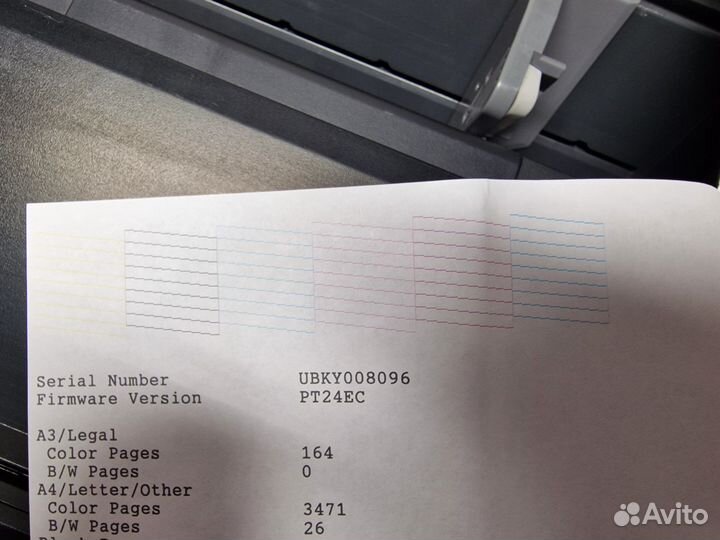 Serial Number UBKY008096
Firmware Version PT24EC
A3/Legal
Color Pages 164
B/W Pages 0
A4/Letter/Other
Color Pages 3471
B/W Pages 26
Avito